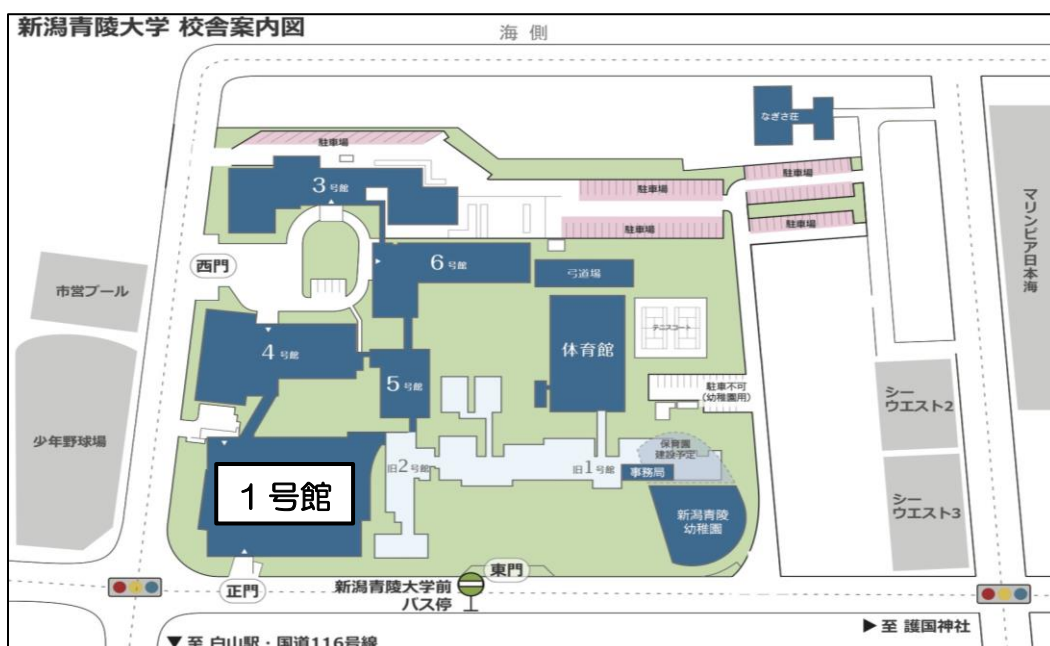 新潟青陵大学 校舎案内図
海側
なぎさ荘
駐車場
3号館
駐車場
駐車場
駐車場
駐車場
マリンピア日本海
西門
6号館
弓道場
市営プール
テニスコート
4号館
体育館
5号館
駐車不可
(幼稚園用)
シー
ウエスト2
少年野球場
保育園
建設予定
旧2号館
旧1号館
事務局
1号館
新潟青陵
幼稚園
シー
ウエスト3
東門
正門
新潟青陵大学前
バス停
▶至 護国神社
▼至 白山駅・国道116号線